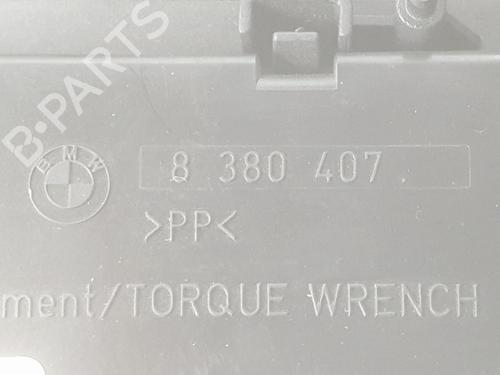 B·PARTS
BMW
8 380 407
>PP<
ment/TORQUE WRENCH